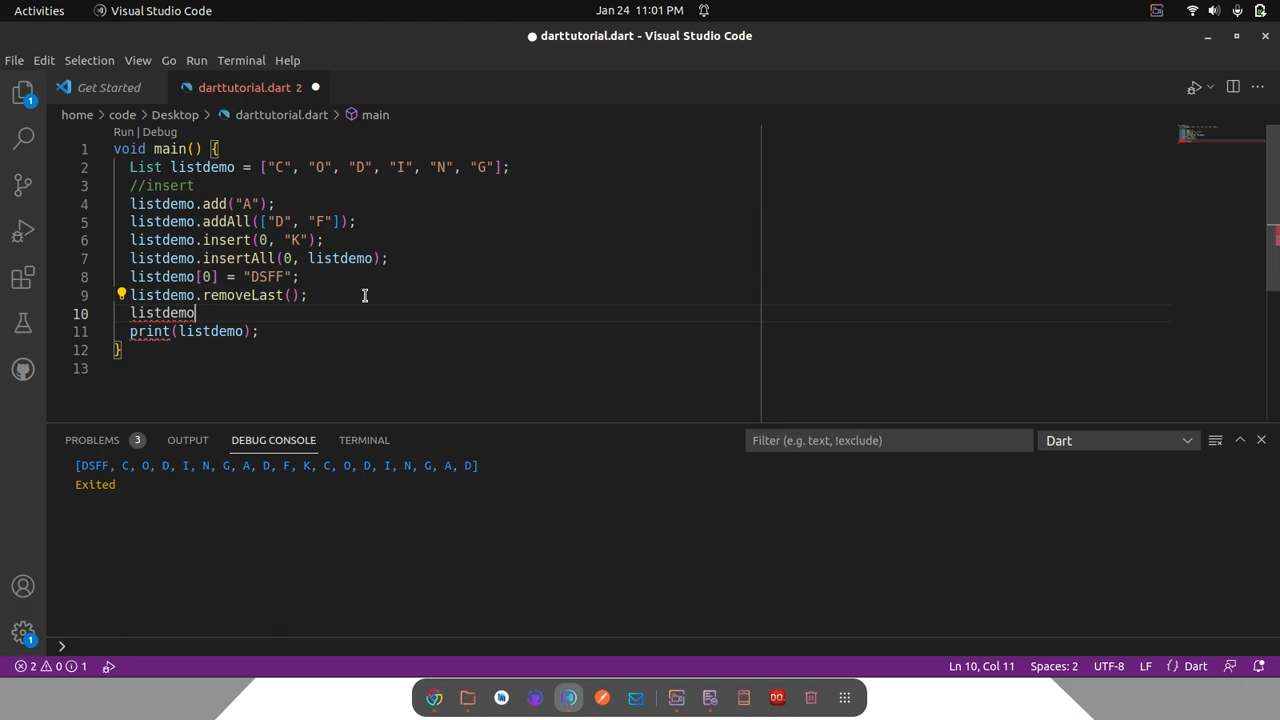 Activities Visual Studio Code Jan 24 11:01 PM
● darttutorial.dart - Visual Studio Code
File Edit Selection View Go Run Terminal Help
Get Started darttutorial.dart 2
home > code > Desktop > darttutorial.dart > main
Run | Debug
1 void main() {
2 List listdemo = ["C", "O", "D", "I", "N", "G"];
3 //insert
4 listdemo.add("A");
5 listdemo.addAll(["D", "F"]);
6 listdemo.insert(0, "K");
7 listdemo.insertAll(0, listdemo);
8 listdemo[0] = "DSFF";
9 listdemo.removeLast();
10 listdemo
11 print(listdemo);
12 }
13
PROBLEMS 3 OUTPUT DEBUG CONSOLE TERMINAL Filter (e.g. text, !exclude) Dart
[DSFF, C, O, D, I, N, G, A, D, F, K, C, O, D, I, N, G, A, D]
Exited
1
1
2 0 1 Ln 10, Col 11 Spaces: 2 UTF-8 LF {} Dart